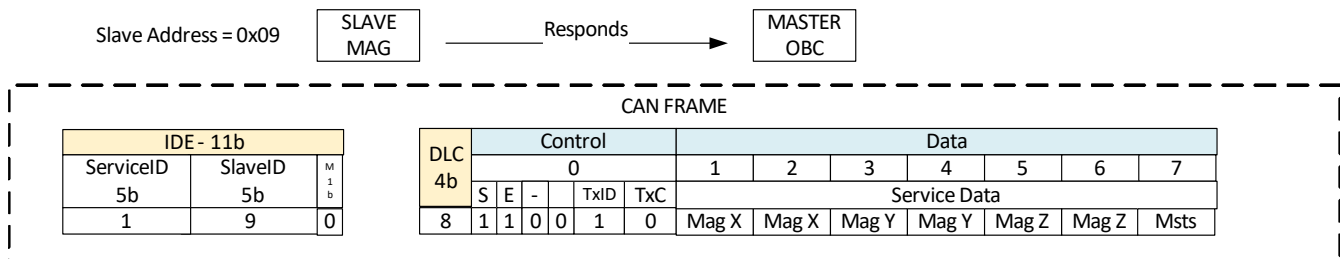 Slave Address = 0x09
SLAVE
MAG
Responds
MASTER
OBC
CAN FRAME
IDE - 11b
ServiceID SlaveID M
5b 5b 1
b
1 9 0
DLC Control Data
4b 0 1 2 3 4 5 6 7
S E - TxID TxC Service Data
8 1 1 0 0 1 0 Mag X Mag X Mag Y Mag Y Mag Z Mag Z Msts